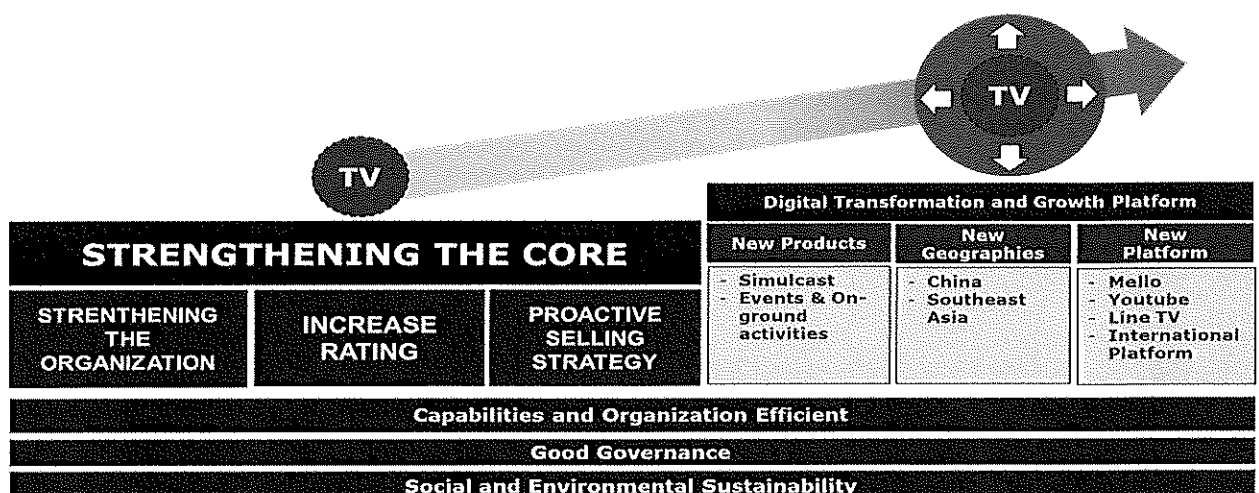 TV
TV
STRENGTHENING THE CORE
STRENTHENING
THE
ORGANIZATION
INCREASE
RATING
PROACTIVE
SELLING
STRATEGY
Digital Transformation and Growth Platform
New Products
- Simulcast
- Events & On-
ground
activities
New
Geographies
- China
- Southeast
Asia
New
Platform
- Mello
- Youtube
- Line TV
- International
Platform
Capabilities and Organization Efficient
Good Governance
Social and Environmental Sustainability